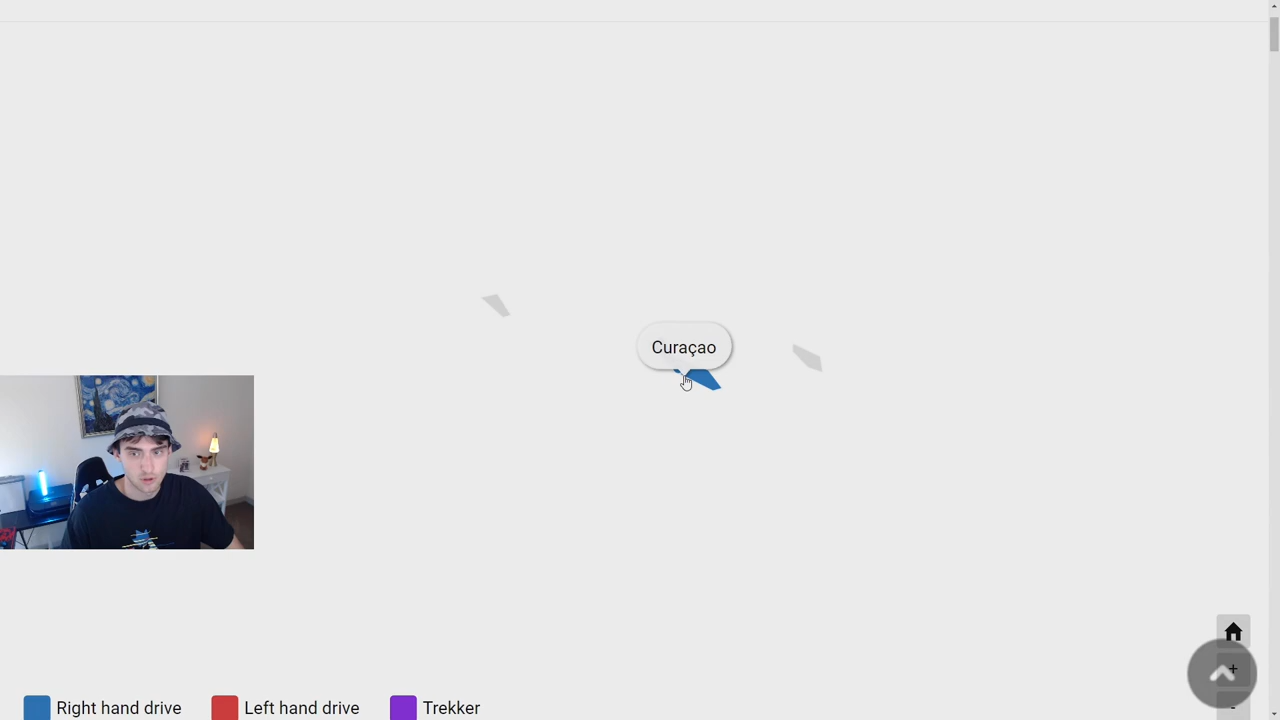 Curaçao
Right hand drive
Left hand drive
Trekker
+
-